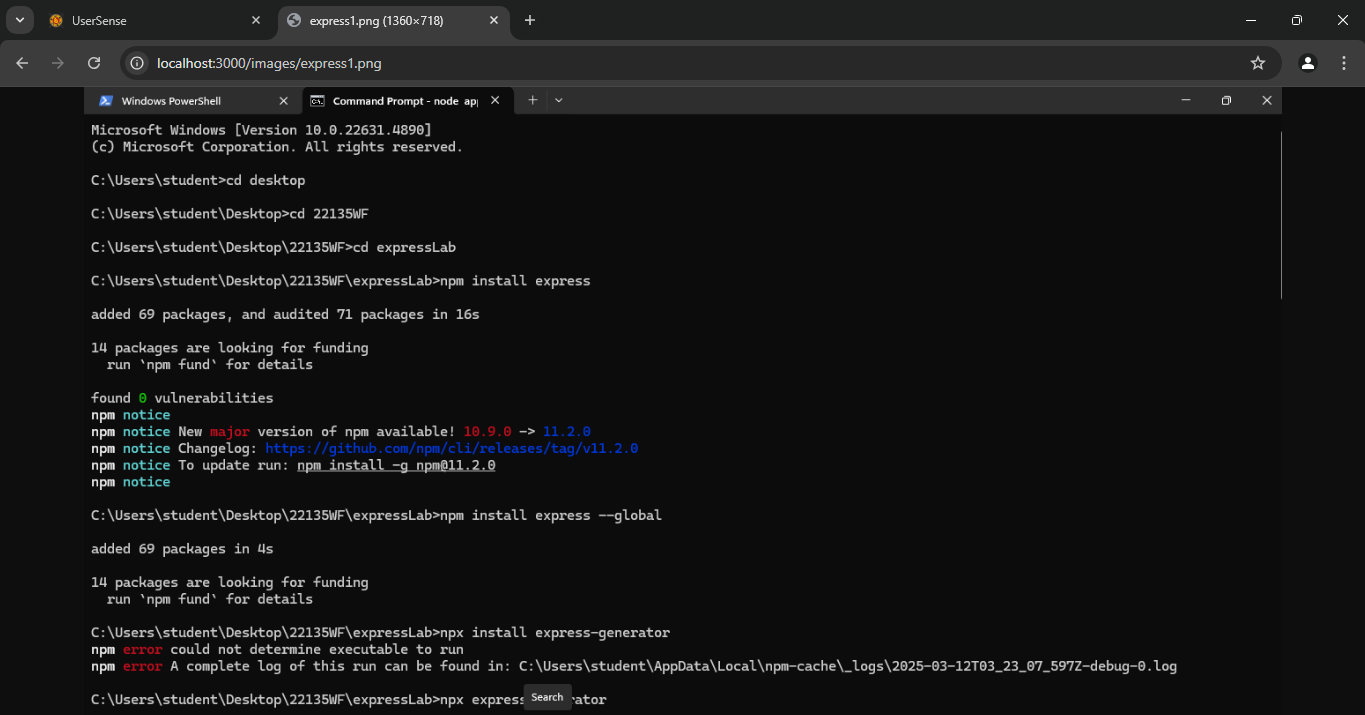 UserSense
express1.png (1360×718)
localhost:3000/images/express1.png
Windows PowerShell
Command Prompt - node app
Microsoft Windows [Version 10.0.22631.4890]
(c) Microsoft Corporation. All rights reserved.
C:\Users\student>cd desktop
C:\Users\student\Desktop>cd 22135WF
C:\Users\student\Desktop\22135WF>cd expressLab
C:\Users\student\Desktop\22135WF\expressLab>npm install express
added 69 packages, and audited 71 packages in 16s
14 packages are looking for funding
run `npm fund` for details
found 0 vulnerabilities
npm notice
npm notice New major version of npm available! 10.9.0 -> 11.2.0
npm notice Changelog: https://github.com/npm/cli/releases/tag/v11.2.0
npm notice To update run: npm install -g npm@11.2.0
npm notice
C:\Users\student\Desktop\22135WF\expressLab>npm install express --global
added 69 packages in 4s
14 packages are looking for funding
run `npm fund` for details
C:\Users\student\Desktop\22135WF\expressLab>npx install express-generator
npm error could not determine executable to run
npm error A complete log of this run can be found in: C:\Users\student\AppData\Local\npm-cache\_logs\2025-03-12T03_23_07_597Z-debug-0.log
C:\Users\student\Desktop\22135WF\expressLab>npx express ator
Search